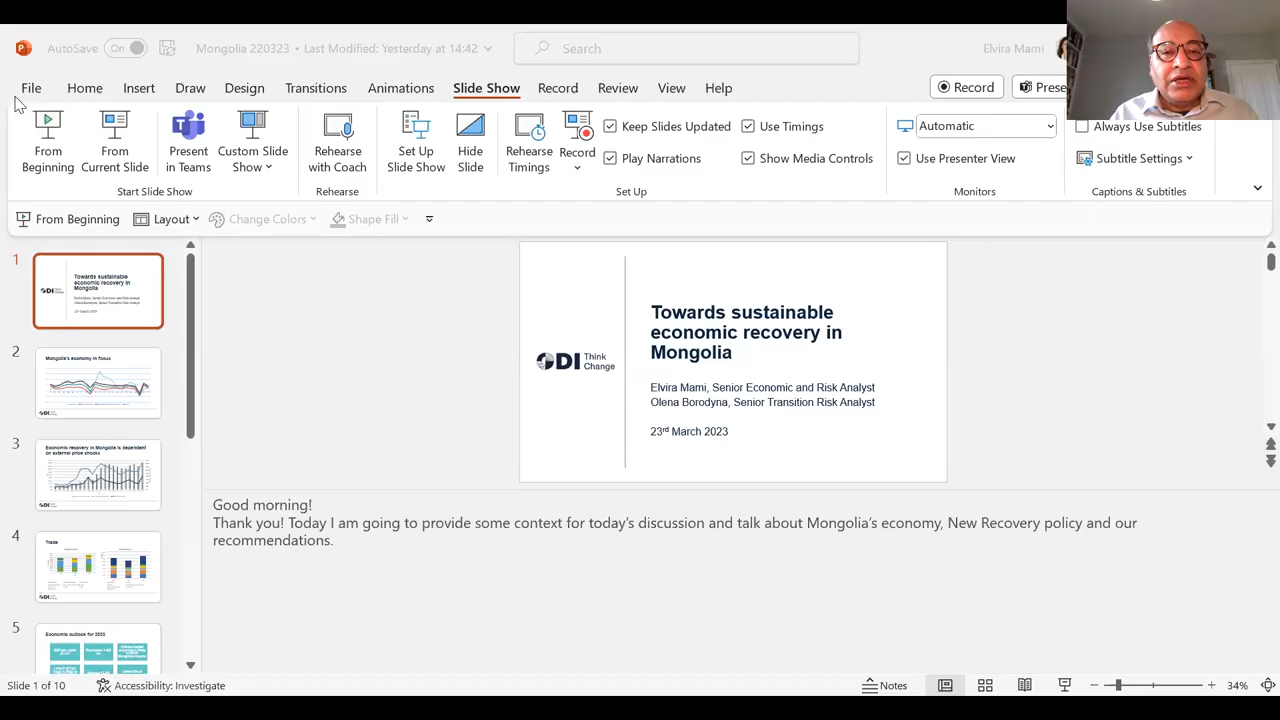 AutoSave On Mongolia 220323 • Last Modified: Yesterday at 14:42 Search Elvira Mami
File Home Insert Draw Design Transitions Animations Slide Show Record Review View Help Record
From Beginning
From Current Slide
Present in Teams
Custom Slide Show
Start Slide Show
Rehearse with Coach
Rehearse
Set Up Slide Show
Hide Slide
Rehearse Timings
Record
Keep Slides Updated
Play Narrations
Use Timings
Show Media Controls
Set Up
Automatic
Use Presenter View
Monitors
Always Use Subtitles
Subtitle Settings
Captions & Subtitles
From Beginning Layout Change Colors Shape Fill
1
Towards sustainable
economic recovery in
Mongolia
2
Mongolia's economy in focus
3
Economic recovery in Mongolia is dependent
on external price shocks
4
Trade
5
Economic outlook for 2023
ODI Think
Change
Towards sustainable
economic recovery in
Mongolia
Elvira Mami, Senior Economic and Risk Analyst
Olena Borodyna, Senior Transition Risk Analyst
23rd March 2023
Good morning!
Thank you! Today I am going to provide some context for today's discussion and talk about Mongolia's economy, New Recovery policy and our
recommendations.
Slide 1 of 10 Accessibility: Investigate Notes 34%